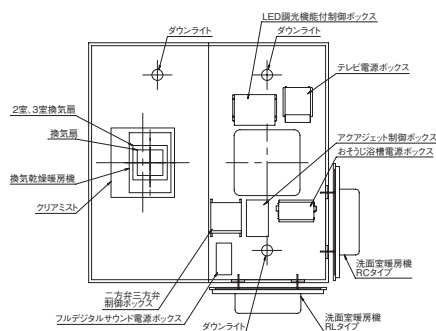 LED調光機能付制御ボックス
ダウンライト
ダウンライト
テレビ電源ボックス
2室、3室換気扇
換気扇
換気乾燥暖房機
クリアミスト
アクアジェット制御ボックス
おそうじ浴槽電源ボックス
二方弁三方弁
制御ボックス
フルデジタルサウンド電源ボックス
ダウンライト
洗面室暖房機
RCタイプ
洗面室暖房機
RLタイプ